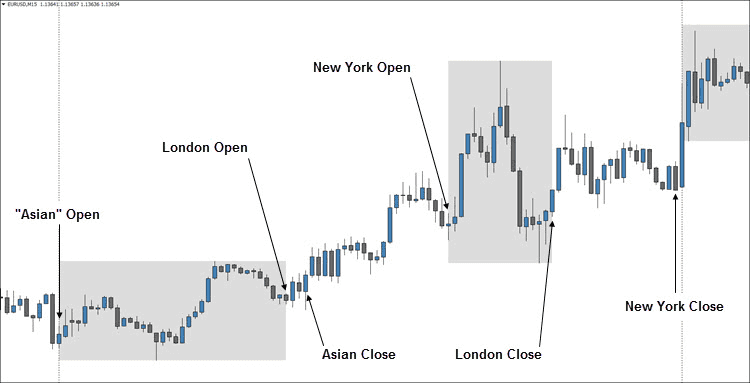 EURUSD,M15 1.13641 1.13657 1.13636 1.13654
New York Open
London Open
"Asian" Open
New York Close
Asian Close
London Close